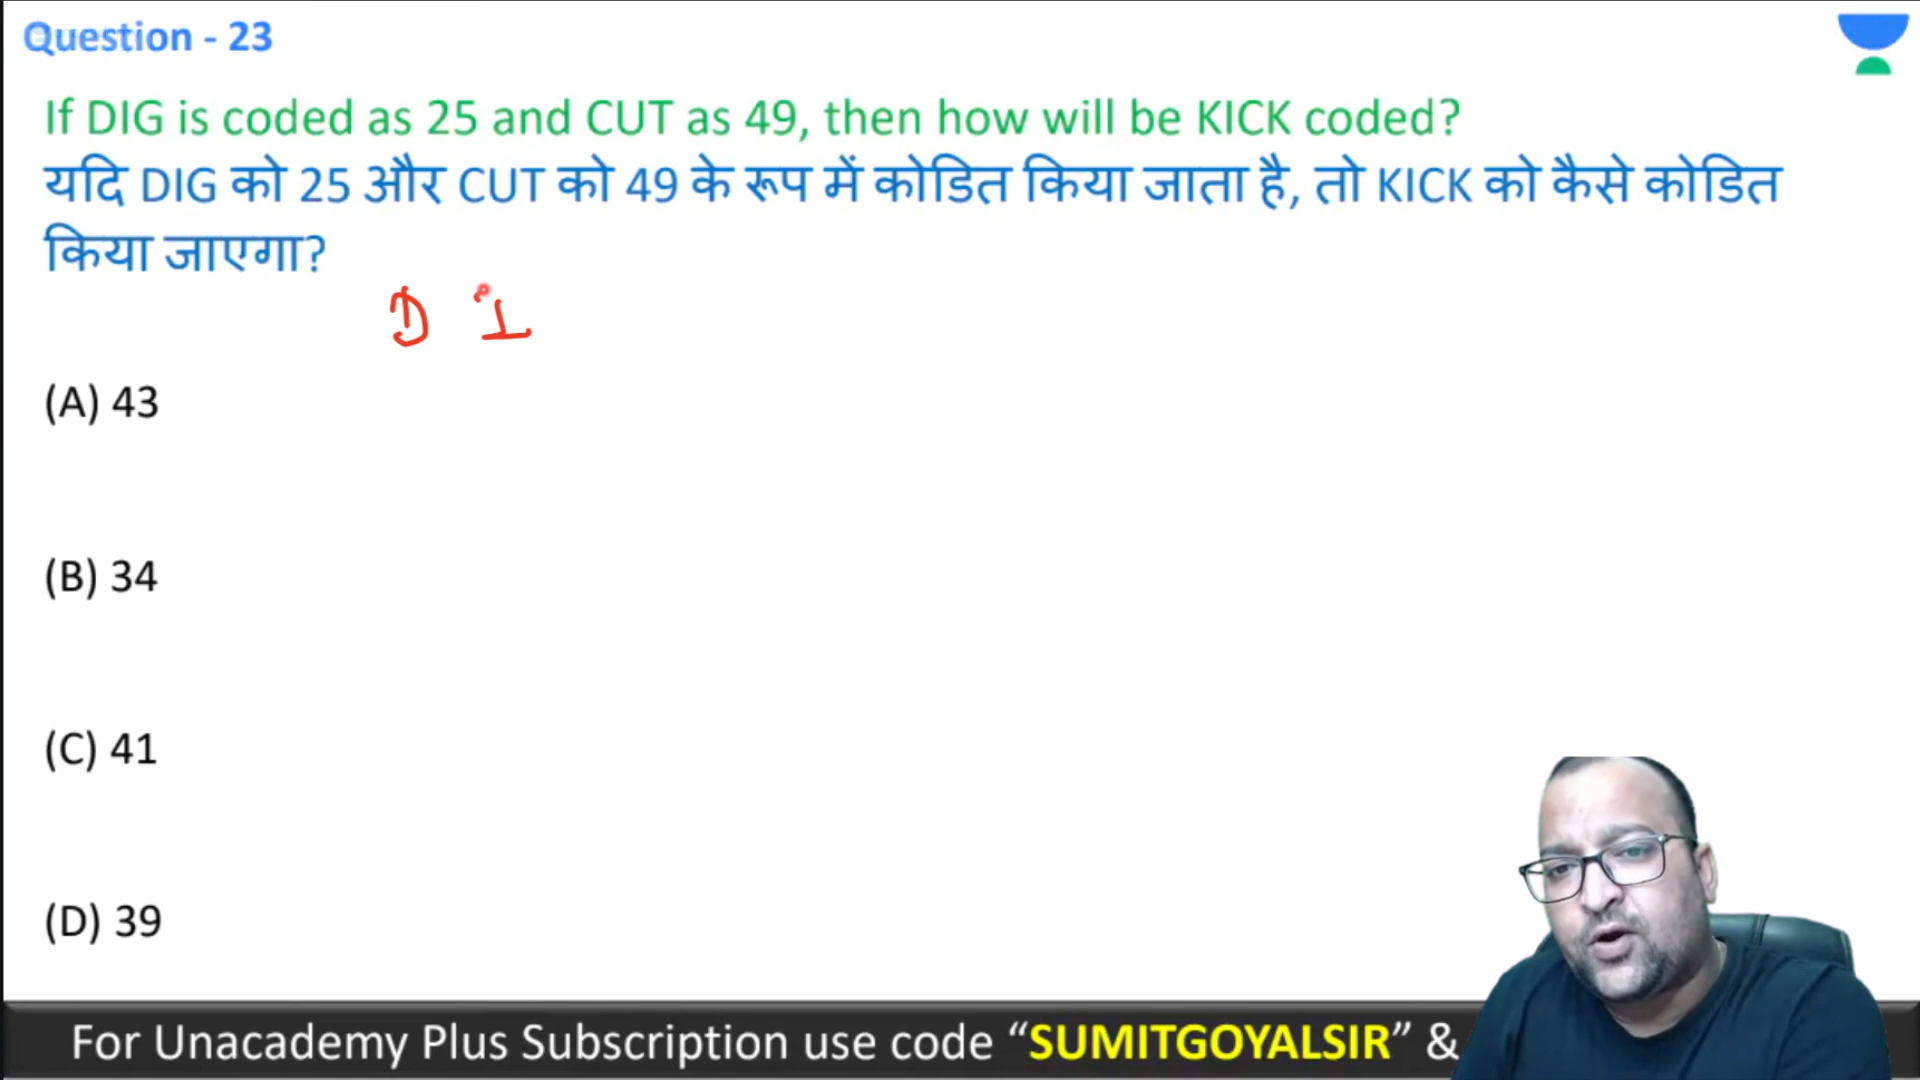 Question - 23
If DIG is coded as 25 and CUT as 49, then how will be KICK coded?
यदि DIG को 25 और CUT को 49 के रूप में कोडित किया जाता है, तो KICK को कैसे कोडित
किया जाएगा?
D I
(A) 43
(B) 34
(C) 41
(D) 39
For Unacademy Plus Subscription use code “SUMITGOYALSIR” &